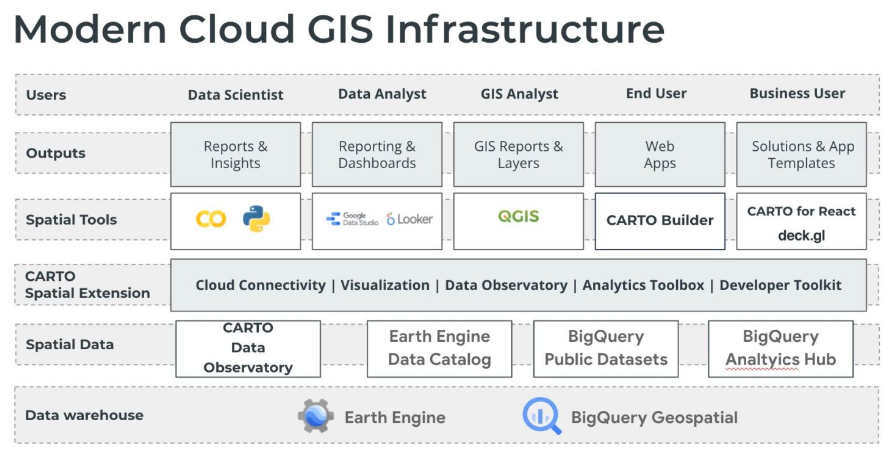 Modern Cloud GIS Infrastructure
Users
Data Scientist
Data Analyst
GIS Analyst
End User
Business User
Outputs
Reports &
Insights
Reporting &
Dashboards
GIS Reports &
Layers
Web
Apps
Solutions & App
Templates
Spatial Tools
CO
Google
Data Studio
Looker
QGIS
CARTO Builder
CARTO for React
deck.gl
CARTO
Spatial Extension
Cloud Connectivity | Visualization | Data Observatory | Analytics Toolbox | Developer Toolkit
Spatial Data
CARTO
Data
Observatory
Earth Engine
Data Catalog
BigQuery
Public Datasets
BigQuery
Analtyics Hub
Data warehouse
Earth Engine
BigQuery Geospatial